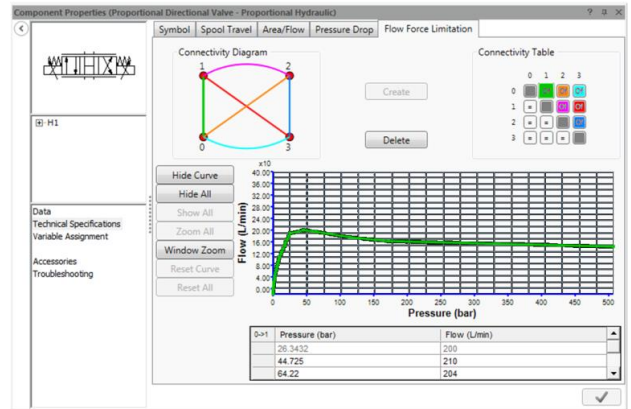 Component Properties (Proportional Directional Valve - Proportional Hydraulic)
Symbol Spool Travel Area/Flow Pressure Drop Flow Force Limitation
Connectivity Diagram
1 2
0 3
Create
Delete
Connectivity Table
0 1 2 3
0 Of Of
1 = Of Of
2 = = Of
3 = = =
H1
Data
Technical Specifications
Variable Assignment
Accessories
Troubleshooting
Hide Curve
Hide All
Show All
Zoom All
Window Zoom
Reset Curve
Reset All
x10
40.00
36.00
32.00
28.00
24.00
20.00
16.00
12.00
8.00
4.00
0.00
Flow (L/min)
0 50 100 150 200 250 300 350 400 450 500
Pressure (bar)
0->1 Pressure (bar) Flow (L/min)
26.3432 200
44.725 210
64.22 204